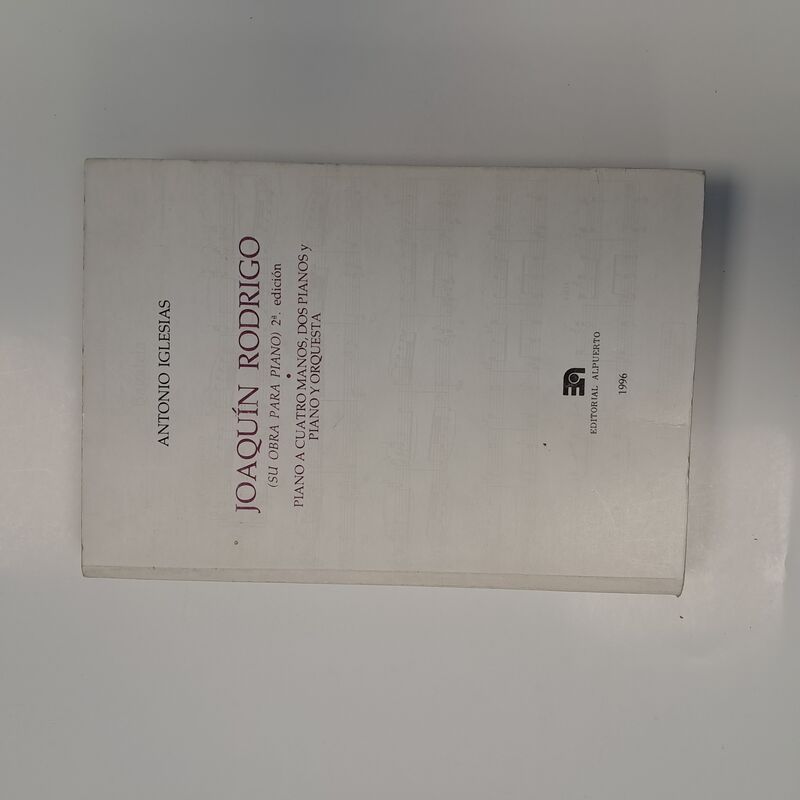 ANTONIO IGLESIAS
JOAQUÍN RODRIGO
(SU OBRA PARA PIANO) 2ª. edición
•
PIANO A CUATRO MANOS, DOS PIANOS y
PIANO Y ORQUESTA
EDITORIAL ALPUERTO
1996